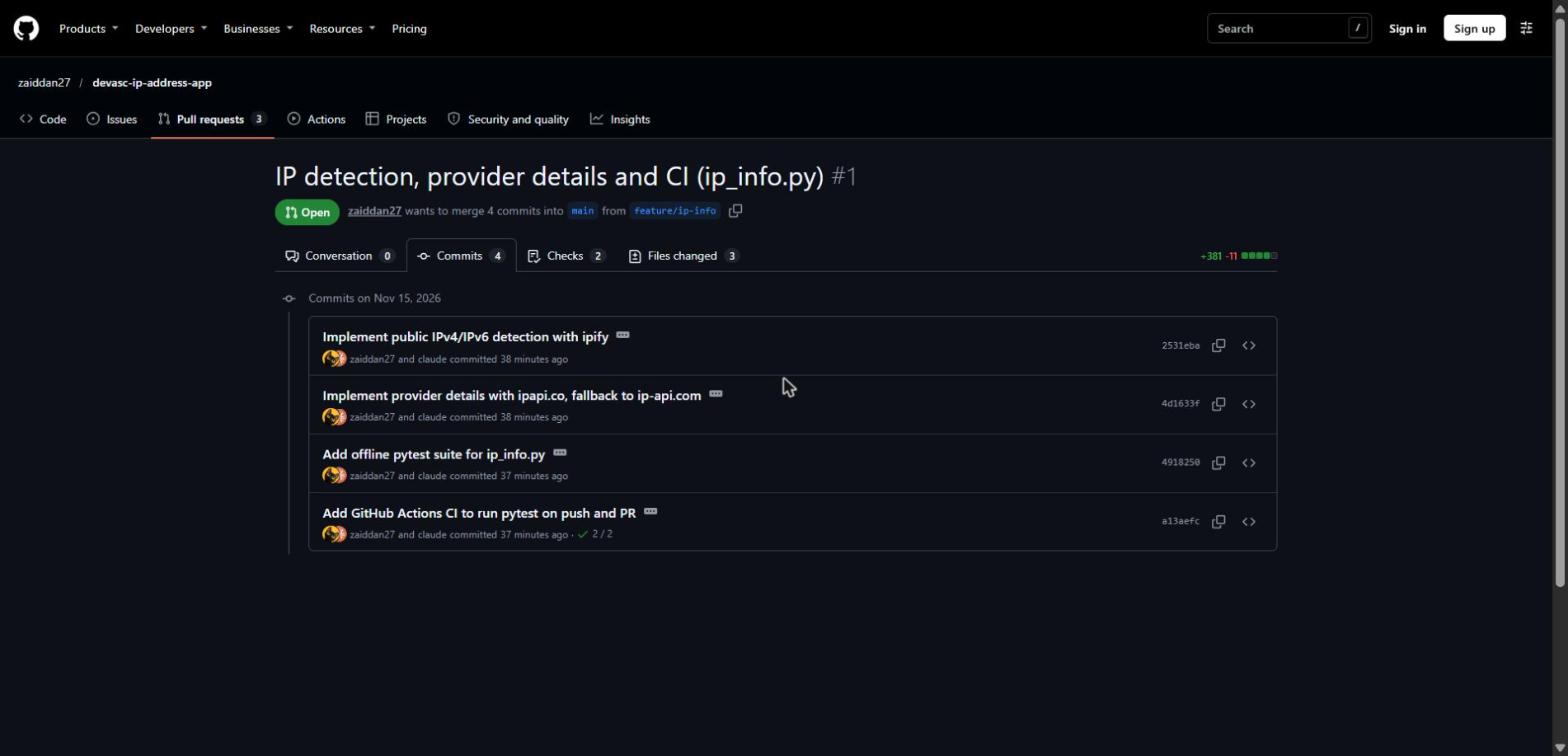 Products Developers Businesses Resources Pricing Search / Sign in Sign up
zaiddan27 / devasc-ip-address-app
Code Issues Pull requests 3 Actions Projects Security and quality Insights
IP detection, provider details and CI (ip_info.py) #1
Open zaiddan27 wants to merge 4 commits into main from feature/ip-info
Conversation 0 Commits 4 Checks 2 Files changed 3 +381 -11
Commits on Nov 15, 2026
Implement public IPv4/IPv6 detection with ipify
zaiddan27 and claude committed 38 minutes ago
2531eba
Implement provider details with ipapi.co, fallback to ip-api.com
zaiddan27 and claude committed 38 minutes ago
4d1633f
Add offline pytest suite for ip_info.py
zaiddan27 and claude committed 37 minutes ago
4918250
Add GitHub Actions CI to run pytest on push and PR
zaiddan27 and claude committed 37 minutes ago · 2 / 2
a13aefc